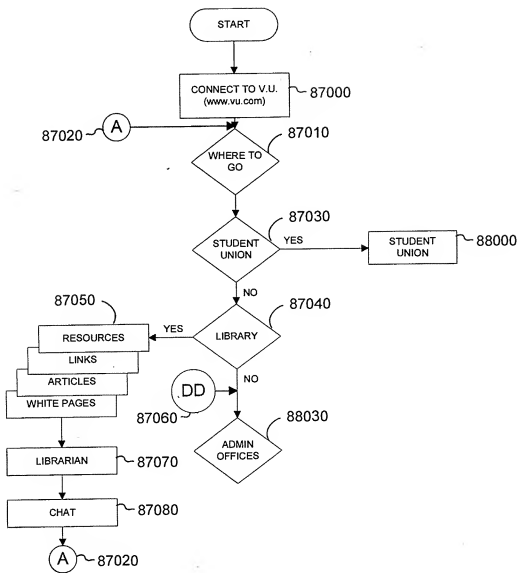 START
CONNECT TO V.U.
(www.vu.com)
87000
87020
A
87010
WHERE TO
GO
87030
STUDENT
UNION
YES
STUDENT
UNION
88000
NO
87050
87040
RESOURCES
YES
LIBRARY
LINKS
ARTICLES
WHITE PAGES
NO
DD
87060
88030
ADMIN
OFFICES
LIBRARIAN
87070
CHAT
87080
A
87020